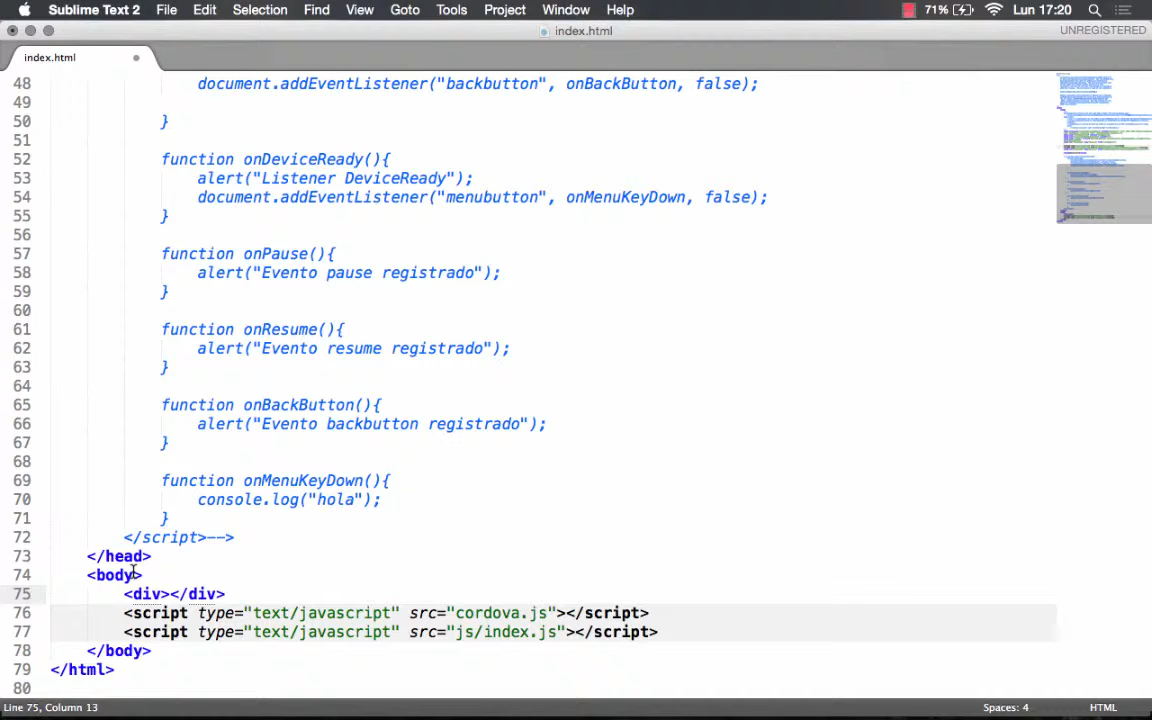 Sublime Text 2 File Edit Selection Find View Goto Tools Project Window Help 71% Lun 17:20
index.html UNREGISTERED
index.html
48 document.addEventListener("backbutton", onBackButton, false);
49
50 }
51
52 function onDeviceReady(){
53 alert("Listener DeviceReady");
54 document.addEventListener("menubutton", onMenuKeyDown, false);
55 }
56
57 function onPause(){
58 alert("Evento pause registrado");
59 }
60
61 function onResume(){
62 alert("Evento resume registrado");
63 }
64
65 function onBackButton(){
66 alert("Evento backbutton registrado");
67 }
68
69 function onMenuKeyDown(){
70 console.log("hola");
71 }
72 </script>-->
73 </head>
74 <body>
75 <div></div>
76 <script type="text/javascript" src="cordova.js"></script>
77 <script type="text/javascript" src="js/index.js"></script>
78 </body>
79 </html>
80
Line 75, Column 13 Spaces: 4 HTML